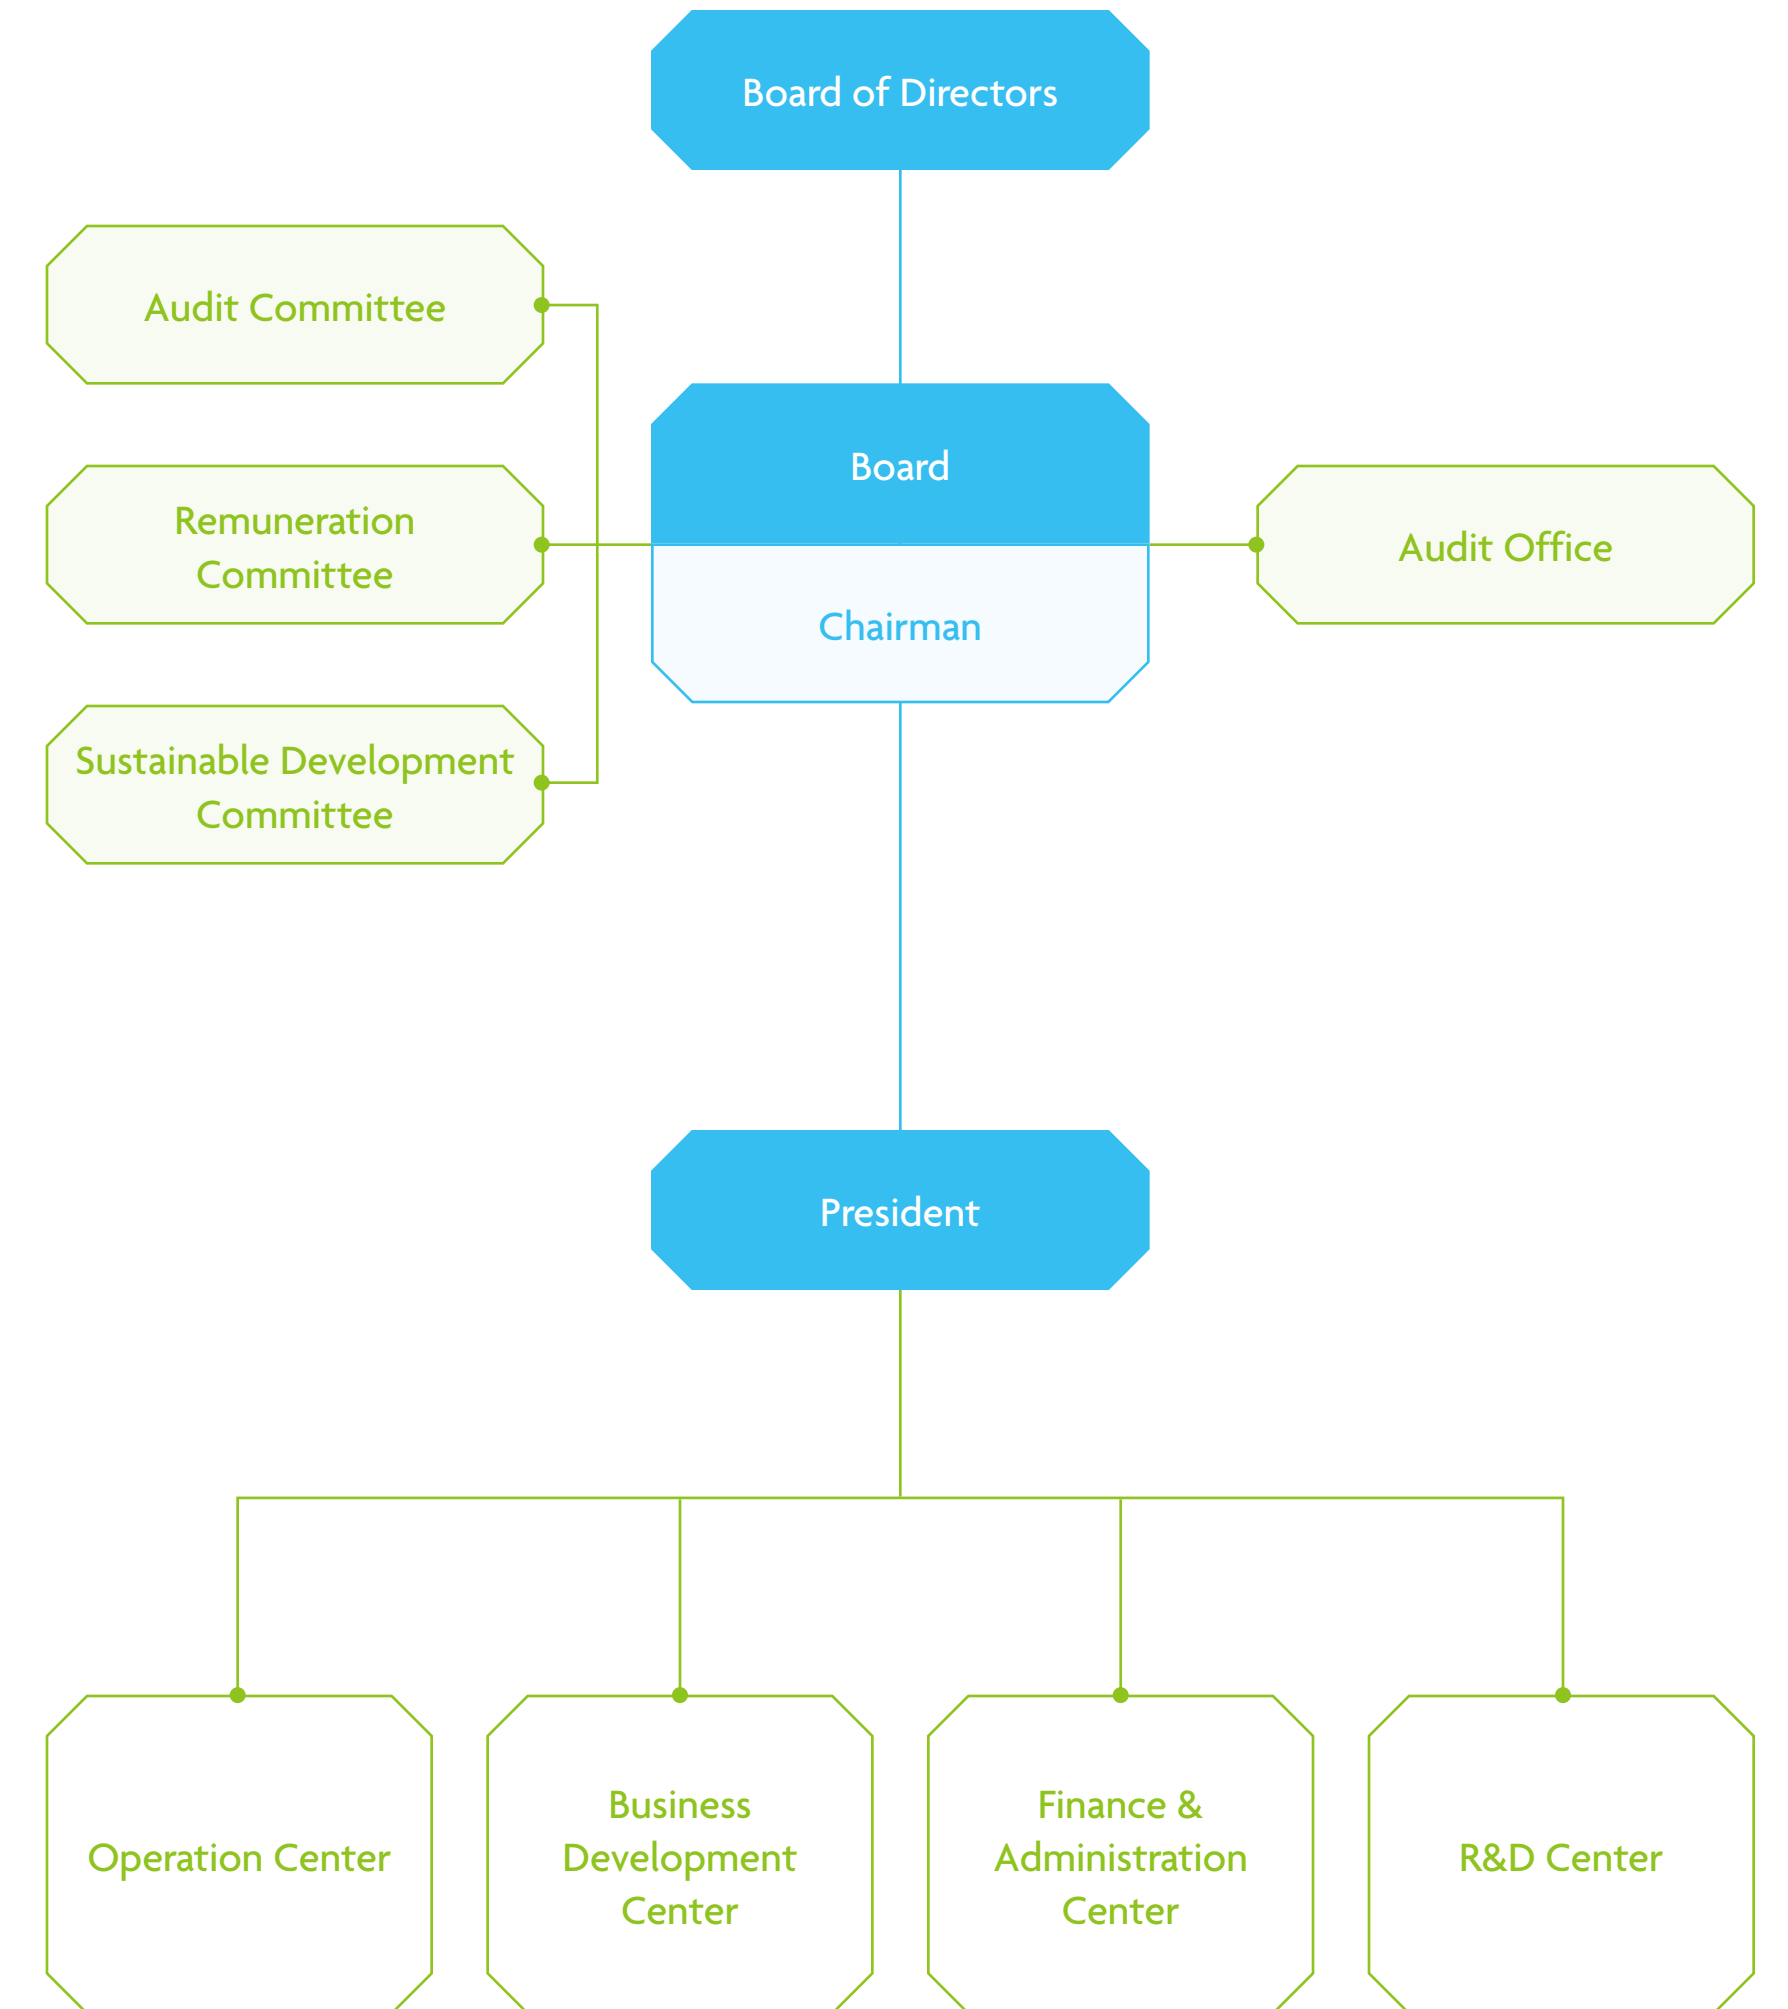 Board of Directors
Audit Committee
Board
Remuneration
Committee
Audit Office
Chairman
Sustainable Development
Committee
President
Operation Center
Business
Development
Center
Finance &
Administration
Center
R&D Center